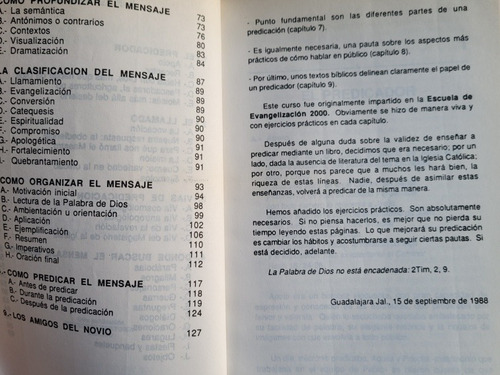 COMO PROFUNDIZAR EL MENSAJE 73
A.- La semántica 73
B.- Antónimos o contrarios 76
C.- Contextos 80
D.- Visualización 83
E.- Dramatización 84
LA CLASIFICACION DEL MENSAJE 87
A.- Llamamiento 87
B.- Evangelización 89
C.- Conversión 89
D.- Catequesis 90
E.- Espiritualidad 90
F.- Compromiso 90
G.- Apologética 91
H.- Fortalecimiento 91
- Quebrantamiento
COMO ORGANIZAR EL MENSAJE 93
A.- Motivación inicial 94
B.- Lectura de la Palabra de Dios 98
C.- Ambientación u orientación 99
D.- Aplicación 102
E.- Ejemplificación 106
F.- Resumen 110
G.- Imperativos 111
H.- Oración final 112
.- COMO PREDICAR EL MENSAJE 117
A.- Antes de predicar 118
B.- Durante la predicación 119
C.- Después de la predicación 124
.- LOS AMIGOS DEL NOVIO 127
- Punto fundamental son las diferentes partes de una
predicación (capítulo 7).
- Es igualmente necesaria, una pauta sobre los aspectos más
prácticos de cómo hablar en público (capítulo 8).
- Por último, unos textos bíblicos delinean claramente el papel de
un predicador (capítulo 9).
Este curso fue originalmente impartido en la Escuela de
Evangelización 2000. Obviamente se hizo de manera viva y
con ejercicios prácticos en cada capítulo.
Después de alguna duda sobre la validez de enseñar a
predicar mediante un libro, decidimos que era necesario; por un
lado, dada la ausencia de literatura del tema en la Iglesia Católica;
por otro, porque nos parece que a muchos les hará bien, la
riqueza de estas líneas. Nadie, después de asimilar estas
enseñanzas, volverá a predicar de la misma manera.
Hemos añadido los ejercicios prácticos. Son absolutamente
necesarios. Si no piensa hacerlos, es mejor que no pierda su
tiempo leyendo estas páginas. Lo que mejorará su predicación
es cambiar los hábitos y acostumbrarse a seguir ciertas pautas. Si
está decidido, adelante.
La Palabra de Dios no está encadenada: 2Tim, 2, 9.
Guadalajara Jal., 15 de septiembre de 1988